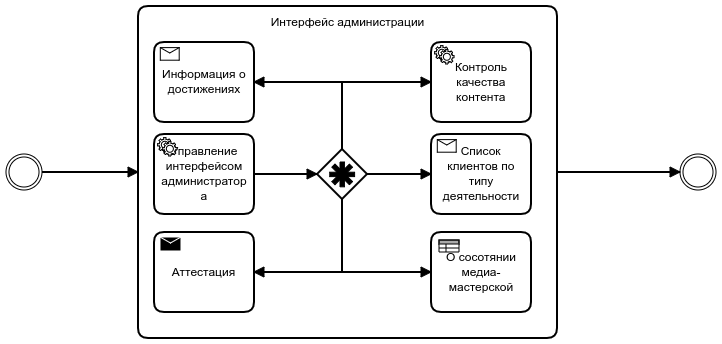 Интерфейс администрации
Информация о
достижениях
Контроль
качества
контента
правление
интерфейсом
администратор
а
Список
клиентов по
типу
деятельности
Аттестация
О сосотянии
медиа-
мастерской